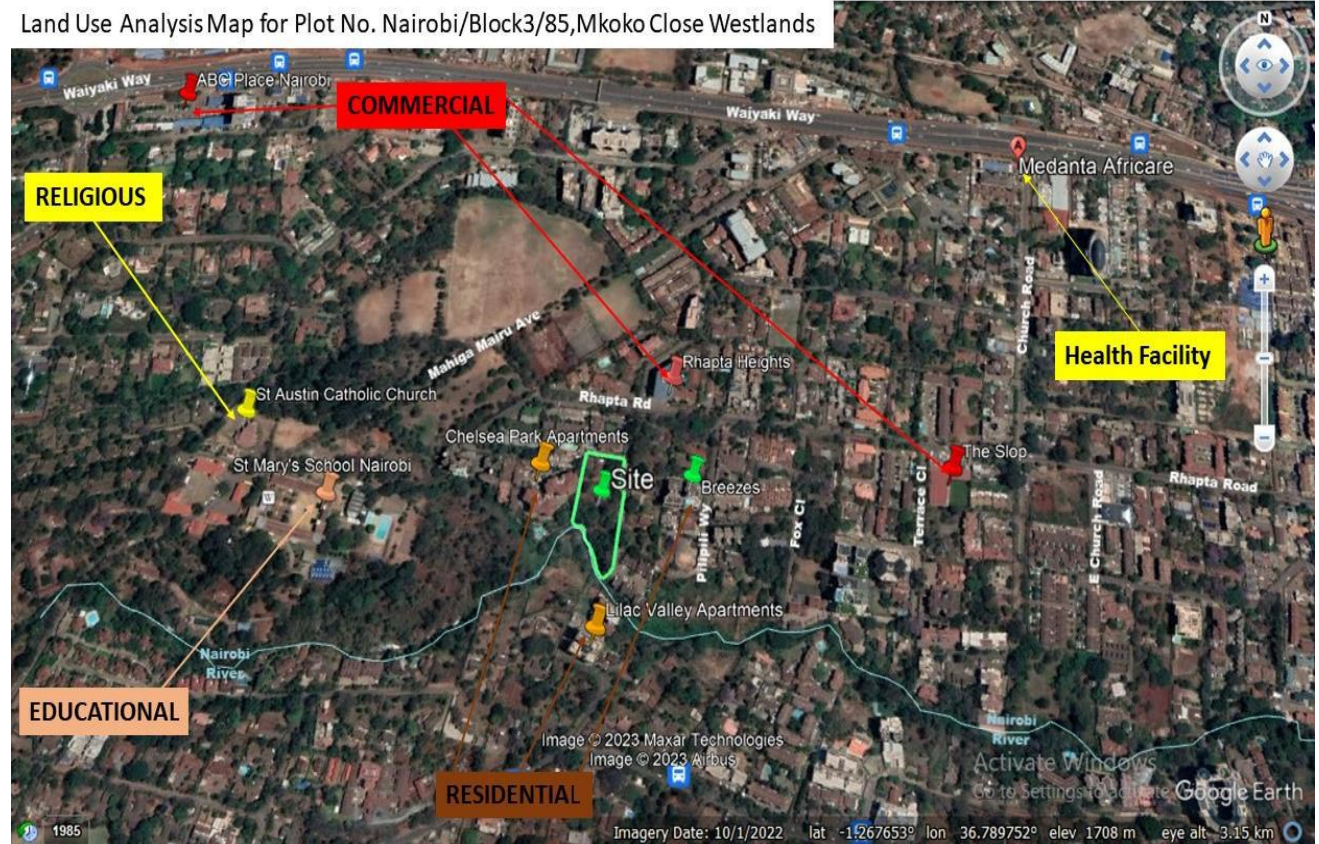 Land Use Analysis Map for Plot No. Nairobi/Block3/85,Mkoko Close Westlands
N
Waiyaki Way
ABC Place Nairobi
COMMERCIAL
Waiyaki Way
A
Medanta Africare
RELIGIOUS
Church Road
Health Facility
Mahiga Mairu Ave
Rhapta Heights
Rhapta Rd
St Austin Catholic Church
Chelsea Park Apartments
St Mary's School Nairobi
W
Site
Breezes
Pilipili Wy
Fox Cl
Terrace Cl
The Slop
E Church Road
Rhapta Road
Lilac Valley Apartments
Nairobi
River
EDUCATIONAL
Nairobi
River
Image © 2023 Maxar Technologies
Image © 2023 Airbus
Activate Windows
Go to Settings to activate
Google Earth
RESIDENTIAL
1985
Imagery Date: 10/1/2022 lat -1.267653° lon 36.789752° elev 1708 m eye alt 3.15 km